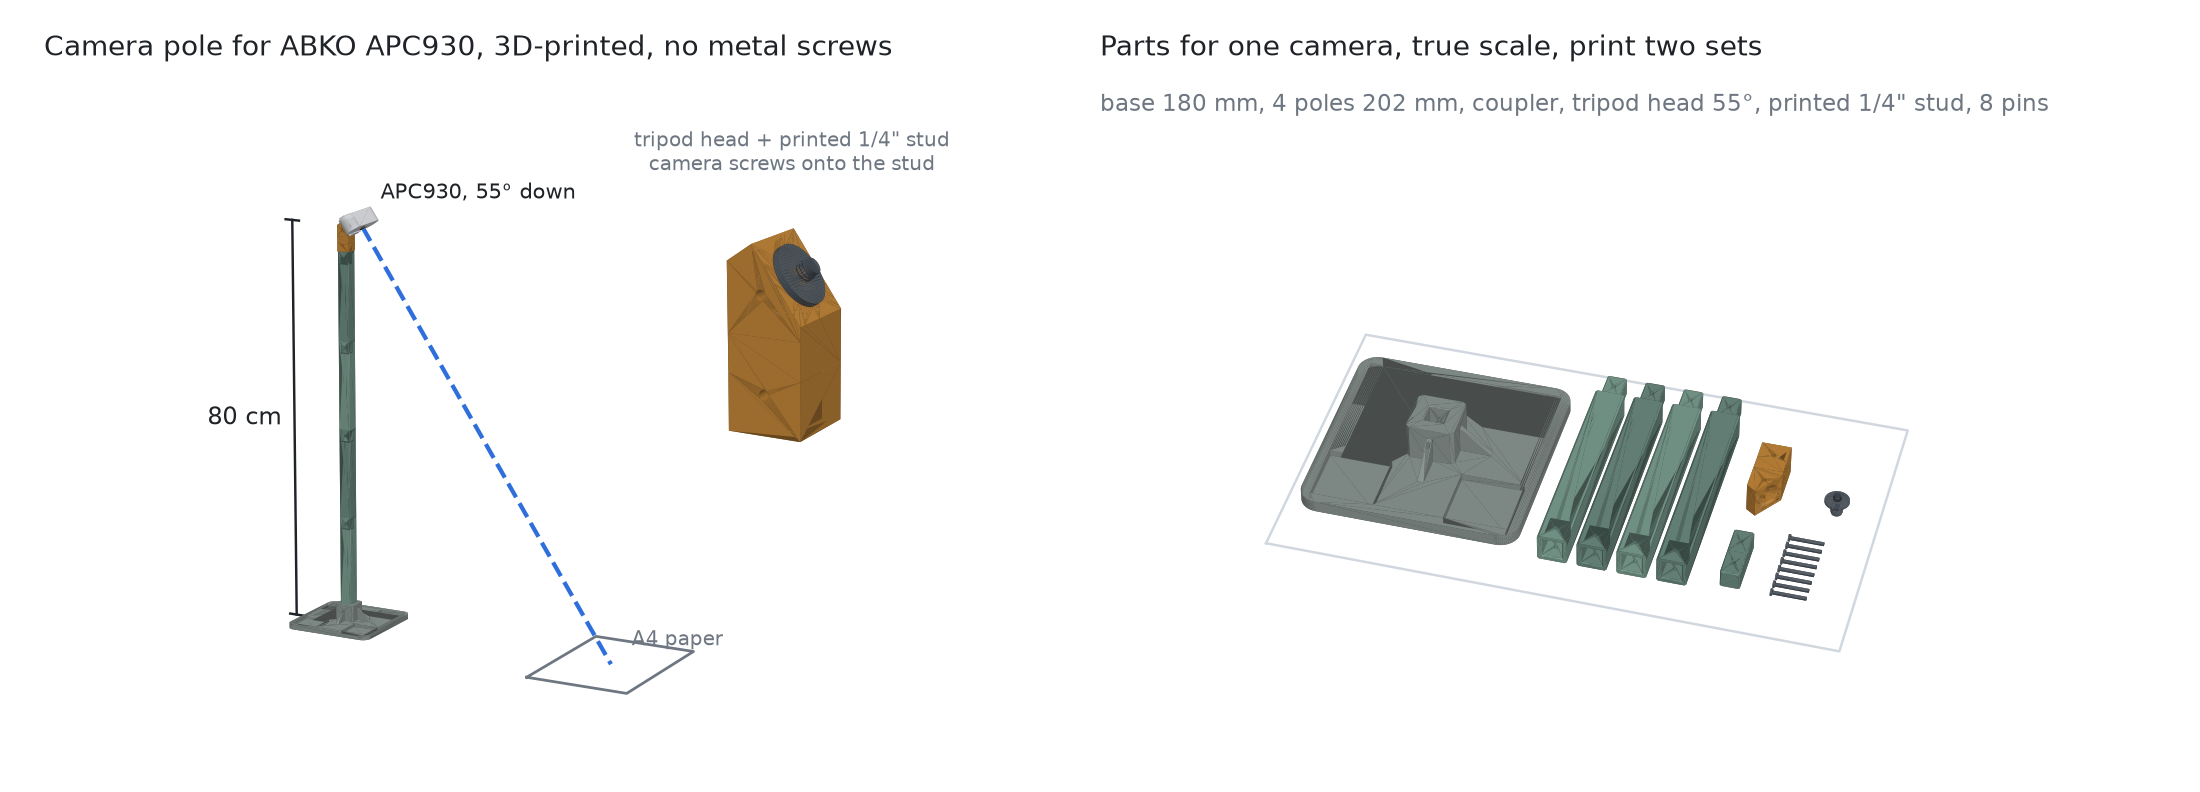 Camera pole for ABKO APC930, 3D-printed, no metal screws
tripod head + printed 1/4" stud
camera screws onto the stud
APC930, 55° down
80 cm
A4 paper
Parts for one camera, true scale, print two sets
base 180 mm, 4 poles 202 mm, coupler, tripod head 55°, printed 1/4" stud, 8 pins